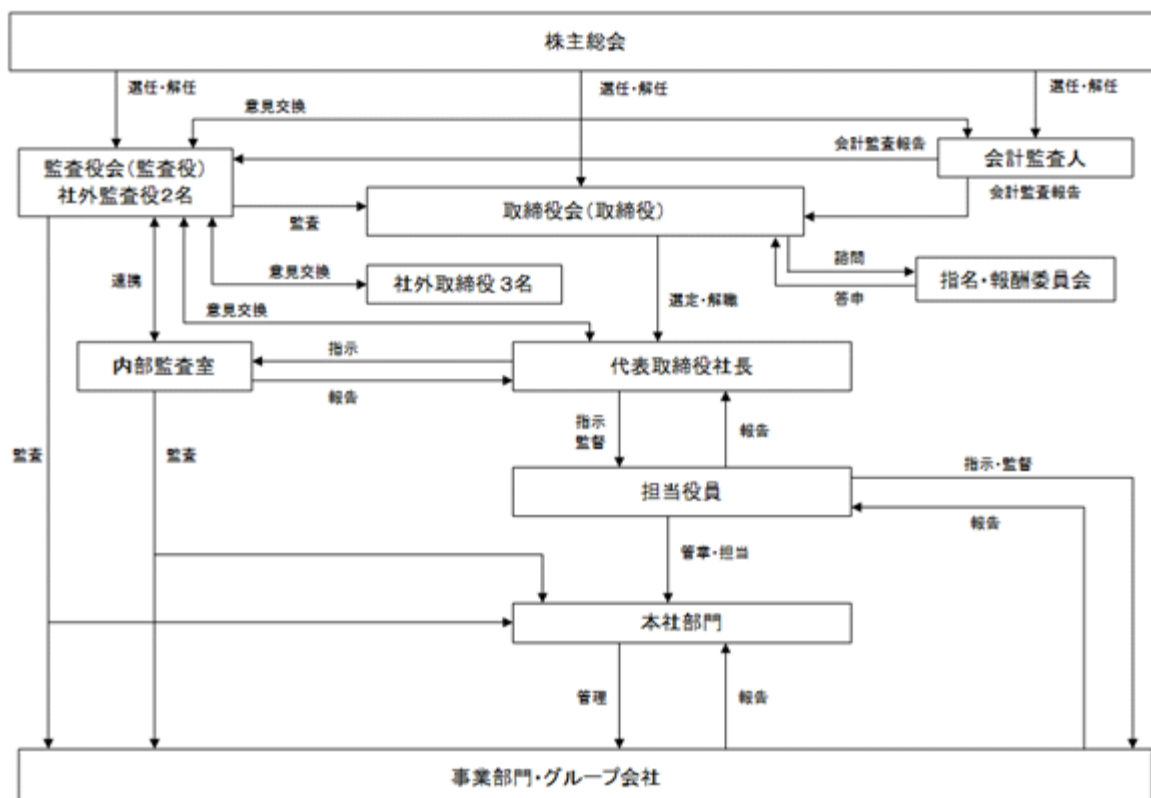 株主総会
選任・解任
選任・解任
選任・解任
意見交換
会計監査報告
会計監査人
監査役会(監査役)
社外監査役2名
会計監査報告
監査
取締役会(取締役)
諮問
連携
意見交換
社外取締役3名
指名・報酬委員会
答申
意見交換
選定・解職
指示
内部監査室
代表取締役社長
報告
指示
監督
報告
監査
監査
指示・監督
担当役員
報告
管掌・担当
本社部門
管理
報告
事業部門・グループ会社